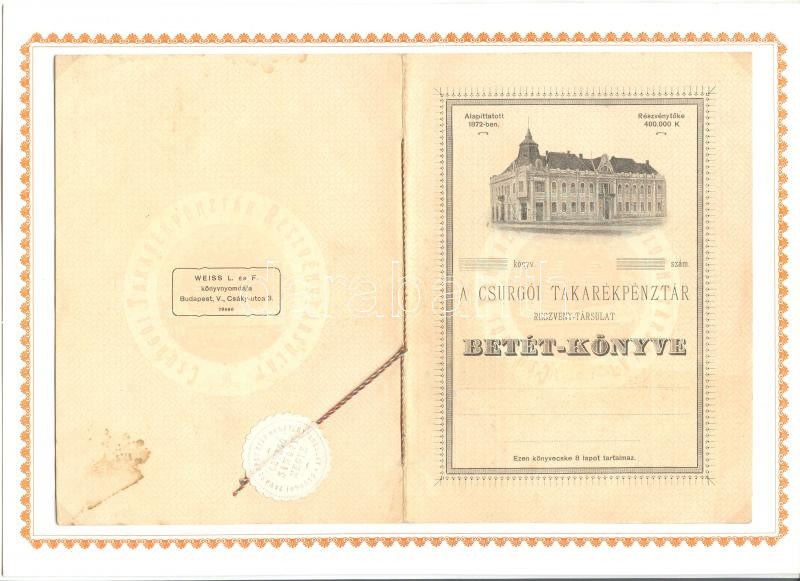 WEISS L. és F.
könyvnyomdája
Budapest, V., Csáky-utca 3.
Alapíttatott
1872-ben.
Részvénytőke
400.000 K
könyv.
szám.
A CSURGÓI TAKARÉKPÉNZTÁR
RÉSZVÉNY-TÁRSULAT
BETÉT-KÖNYVE
Ezen könyvecske 8 lapot tartalmaz.